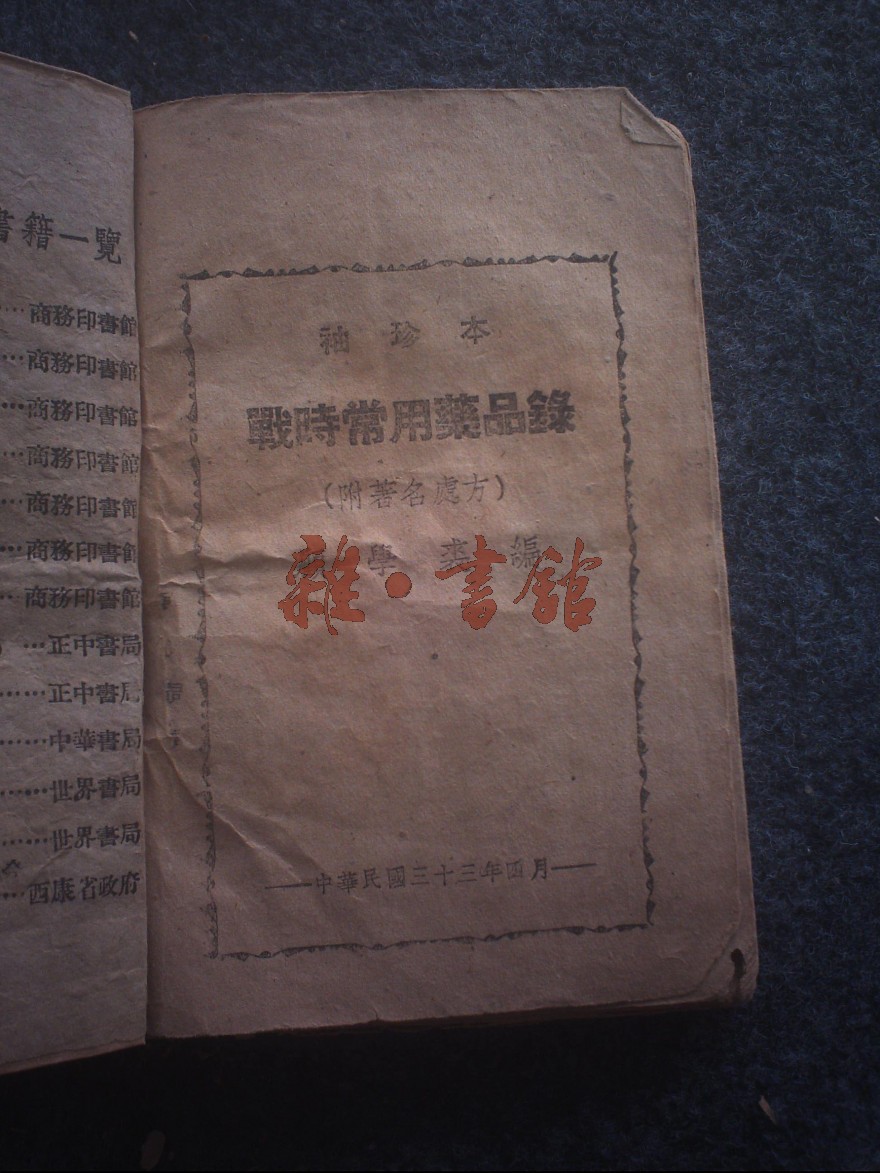 書籍一覽
……商務印書館
…商務印書館
…商務印書館
…商務印書館
…商務印書館
…商務印書館
…商務印書館
…正中書局
……正中書局
……中華書局
……世界書局
……世界書局
…西康省政府
袖珍本
戰時常用藥品錄
(附著名處方)
學 編
雜·書館
——中華民國三十三年四月——